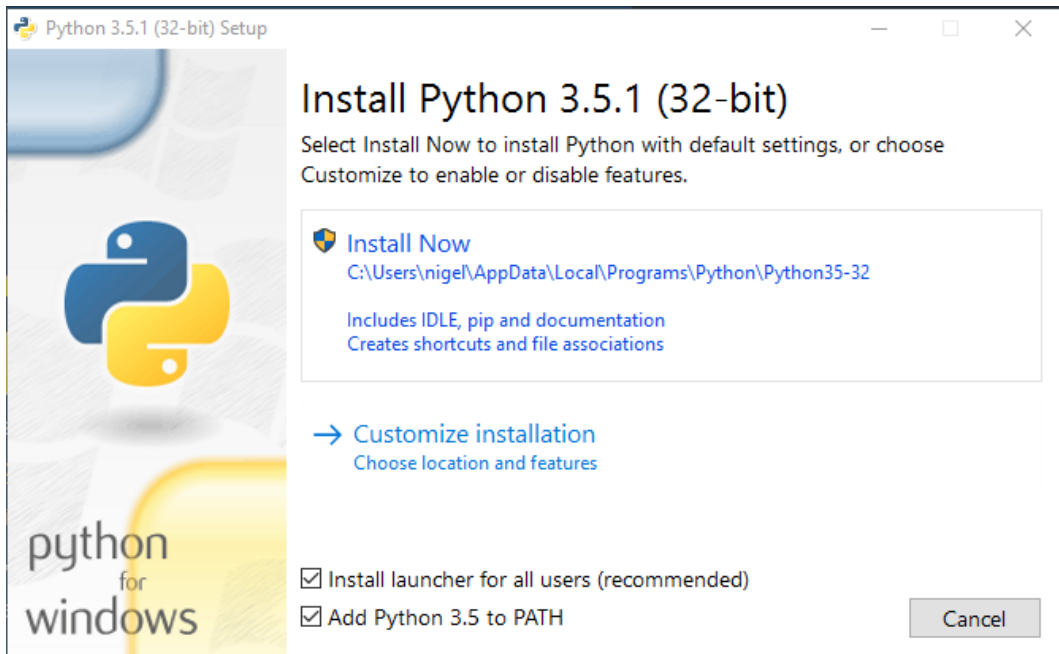 Python 3.5.1 (32-bit) Setup
Install Python 3.5.1 (32-bit)
Select Install Now to install Python with default settings, or choose
Customize to enable or disable features.
Install Now
C:\Users\nigel\AppData\Local\Programs\Python\Python35-32
Includes IDLE, pip and documentation
Creates shortcuts and file associations
Customize installation
Choose location and features
python
for
windows
Install launcher for all users (recommended)
Add Python 3.5 to PATH
Cancel